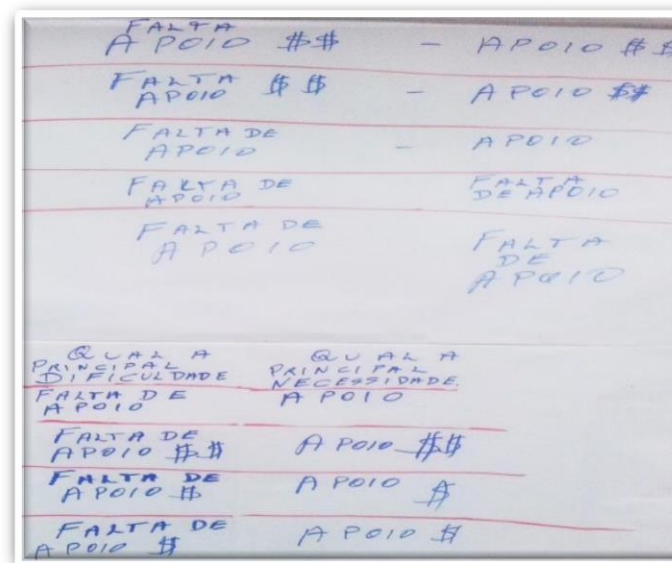 FALTA
APOIO $$ - APOIO $$
FALTA
APOIO $$ - APOIO $$
FALTA DE
APOIO - APOIO
FALTA DE
APOIO
FALTA
DE APOIO
FALTA DE
APOIO
FALTA
DE
APOIO
QUAL A
PRINCIPAL
DIFICULDADE
QUAL A
PRINCIPAL
NECESSIDADE.
FALTA DE
APOIO
APOIO
FALTA DE
APOIO $$
APOIO $$
FALTA DE
APOIO $
APOIO $
FALTA DE
APOIO $
APOIO $